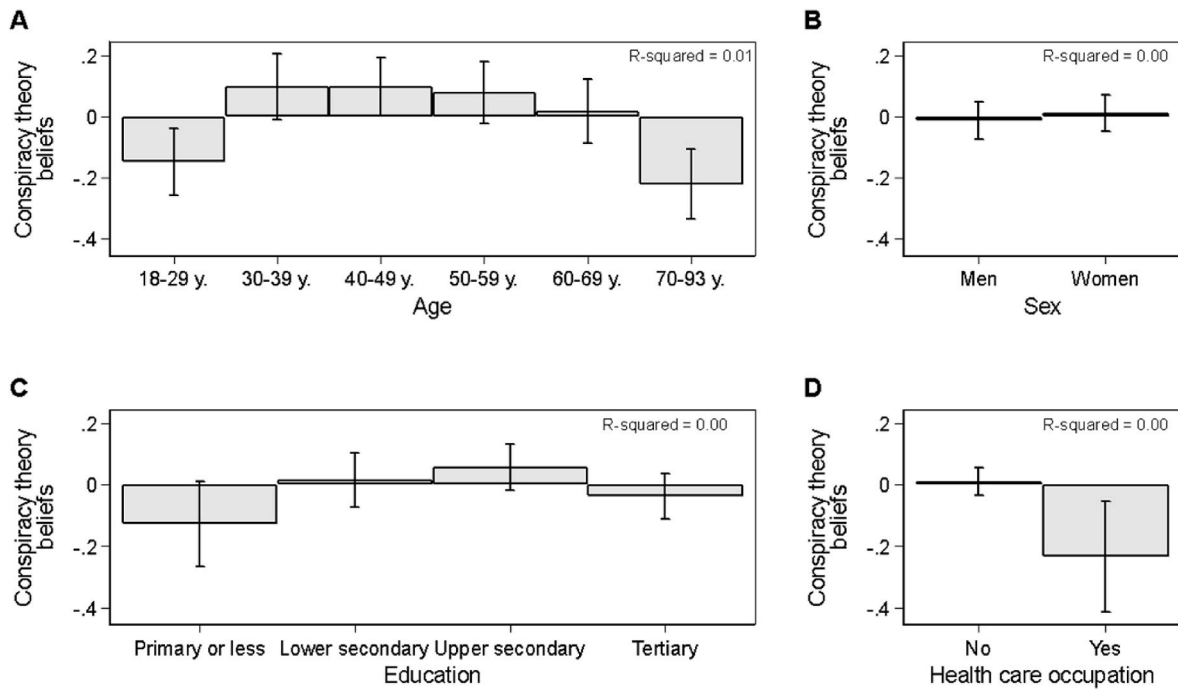 A
Conspiracy theory
beliefs
.2
0
-.2
-.4
R-squared = 0.01
18-29 y. 30-39 y. 40-49 y. 50-59 y. 60-69 y. 70-93 y.
Age
B
Conspiracy theory
beliefs
.2
0
-.2
-.4
R-squared = 0.00
Men Women
Sex
C
Conspiracy theory
beliefs
.2
0
-.2
-.4
R-squared = 0.00
Primary or less Lower secondary Upper secondary Tertiary
Education
D
Conspiracy theory
beliefs
.2
0
-.2
-.4
R-squared = 0.00
No Yes
Health care occupation